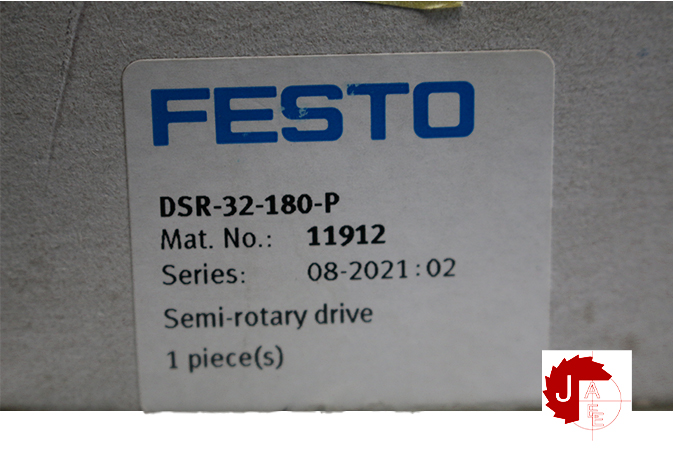 FESTO
DSR-32-180-P
Mat. No.: 11912
Series: 08-2021:02
Semi-rotary drive
1 piece(s)
J
A
E E
E